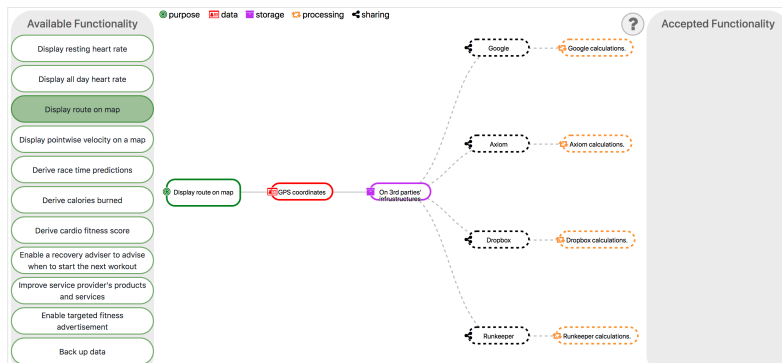 Available Functionality
purpose data storage processing sharing
? Accepted Functionality
Display resting heart rate
Display all day heart rate
Display route on map
Display pointwise velocity on a map
Derive race time predictions
Derive calories burned
Derive cardio fitness score
Enable a recovery adviser to advise
when to start the next workout
Improve service provider's products
and services
Enable targeted fitness
advertisement
Back up data
Display route on map
GPS coordinates
On 3rd parties'
infrustructures
Google
Google calculations.
Axiom
Axiom calculations.
Dropbox
Dropbox calculations.
Runkeeper
Runkeeper calculations.